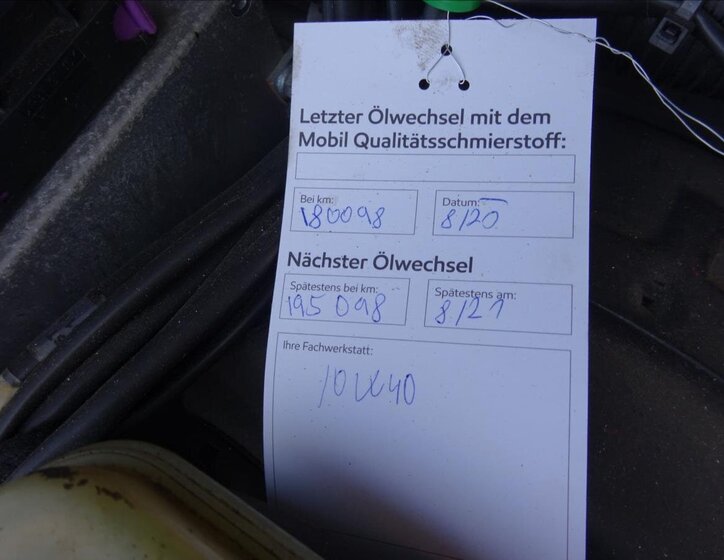 Letzter Ölwechsel mit dem
Mobil Qualitätsschmierstoff:
Bei km: Datum:
180098 8/20
Nächster Ölwechsel
Spätestens bei km: Spätestens am:
195098 8/21
Ihre Fachwerkstatt:
10W40